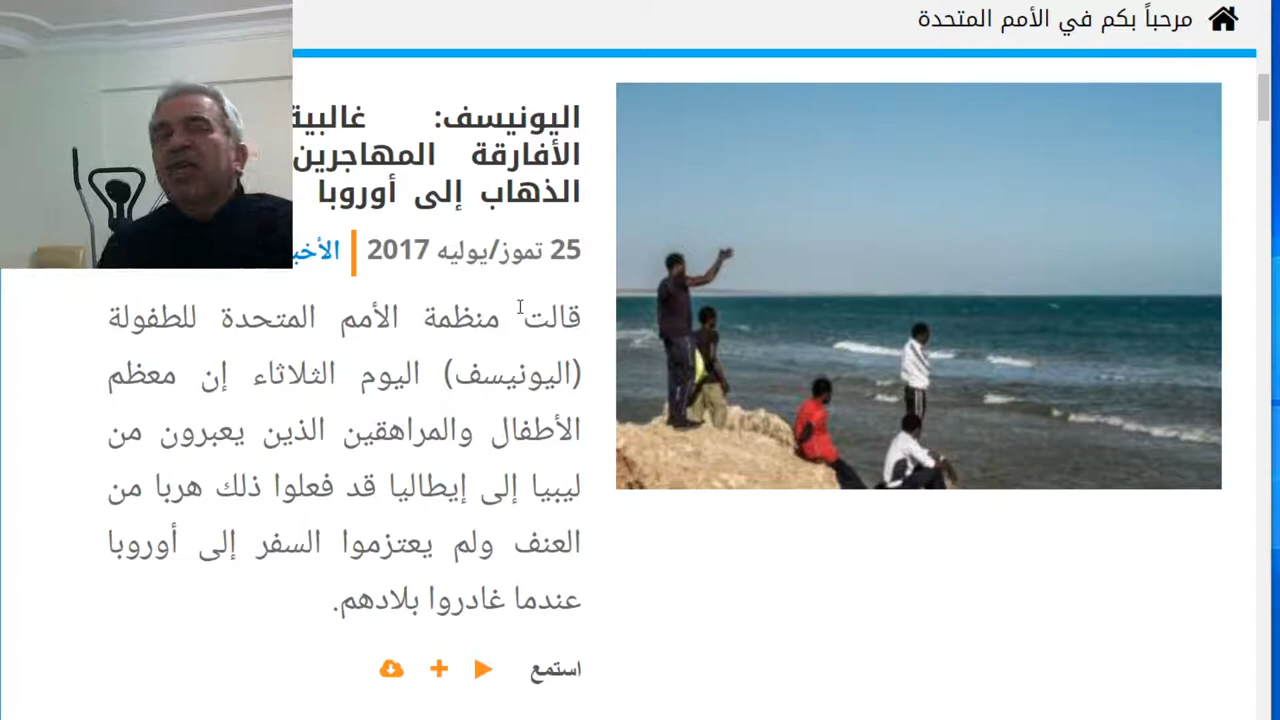 مرحباً بكم في الأمم المتحدة
اليونيسف: غالبية
الأفارقة المهاجرين
الذهاب إلى أوروبا
25 تموز/يوليه 2017
قالت منظمة الأمم المتحدة للطفولة
(اليونيسف) اليوم الثلاثاء إن معظم
الأطفال والمراهقين الذين يعبرون من
ليبيا إلى إيطاليا قد فعلوا ذلك هربا من
العنف ولم يعتزموا السفر إلى أوروبا
عندما غادروا بلادهم.
استمع